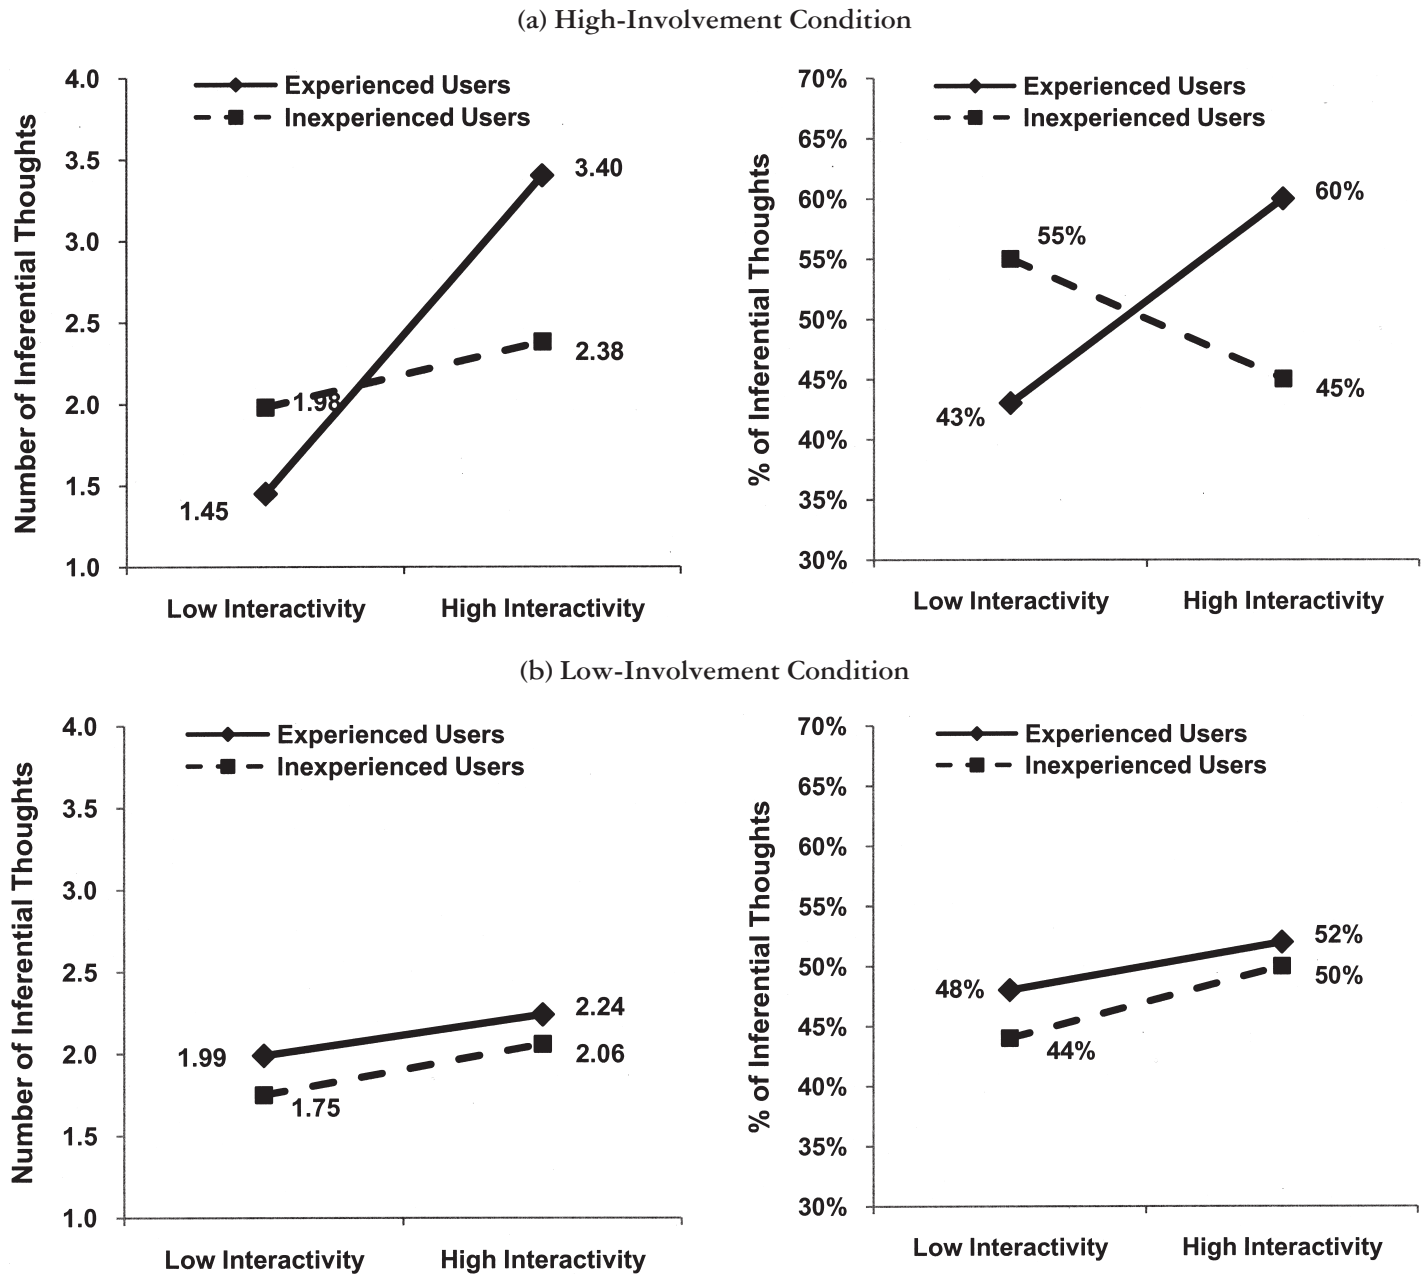 (a) High-Involvement Condition
Number of Inferential Thoughts
4.0
3.5
3.0
2.5
2.0
1.5
1.0
Experienced Users
Inexperienced Users
3.40
2.38
1.98
1.45
Low Interactivity
High Interactivity
% of Inferential Thoughts
70%
65%
60%
55%
50%
45%
40%
35%
30%
Experienced Users
Inexperienced Users
60%
55%
45%
43%
Low Interactivity
High Interactivity
(b) Low-Involvement Condition
Number of Inferential Thoughts
4.0
3.5
3.0
2.5
2.0
1.5
1.0
Experienced Users
Inexperienced Users
2.24
2.06
1.99
1.75
Low Interactivity
High Interactivity
% of Inferential Thoughts
70%
65%
60%
55%
50%
45%
40%
35%
30%
Experienced Users
Inexperienced Users
52%
50%
48%
44%
Low Interactivity
High Interactivity